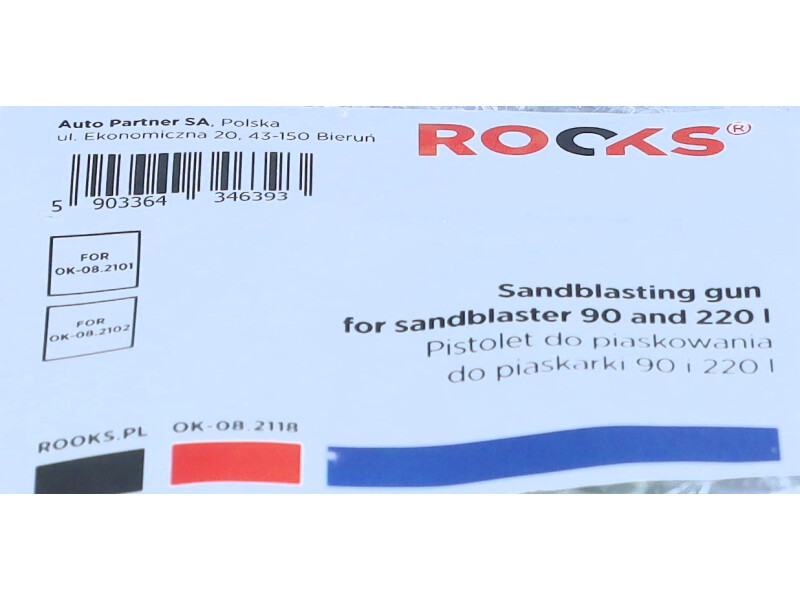 Auto Partner SA, Polska
ul. Ekonomiczna 20, 43-150 Bieruń
ROCKS®
5 903364 346393
FOR
OK-08.2101
FOR
OK-08.2102
Sandblasting gun
for sandblaster 90 and 220 l
Pistolet do piaskowania
do piaskarki 90 i 220 l
ROOKS.PL
OK-08.2118